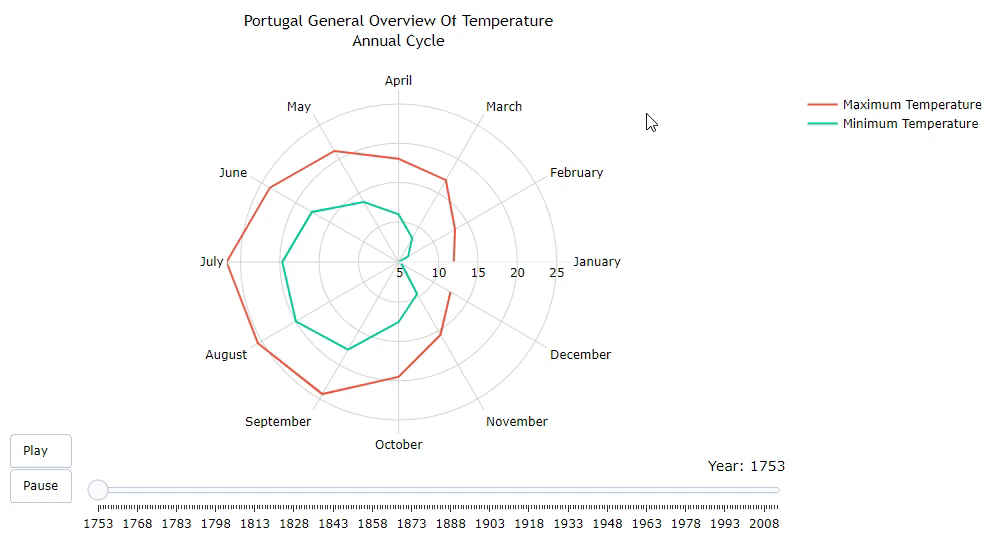 Portugal General Overview Of Temperature
Annual Cycle
April
May
March
Maximum Temperature
Minimum Temperature
June
February
July
5 10 15 20 25
January
August
December
September
November
October
Play
Year: 1753
Pause
1753 1768 1783 1798 1813 1828 1843 1858 1873 1888 1903 1918 1933 1948 1963 1978 1993 2008